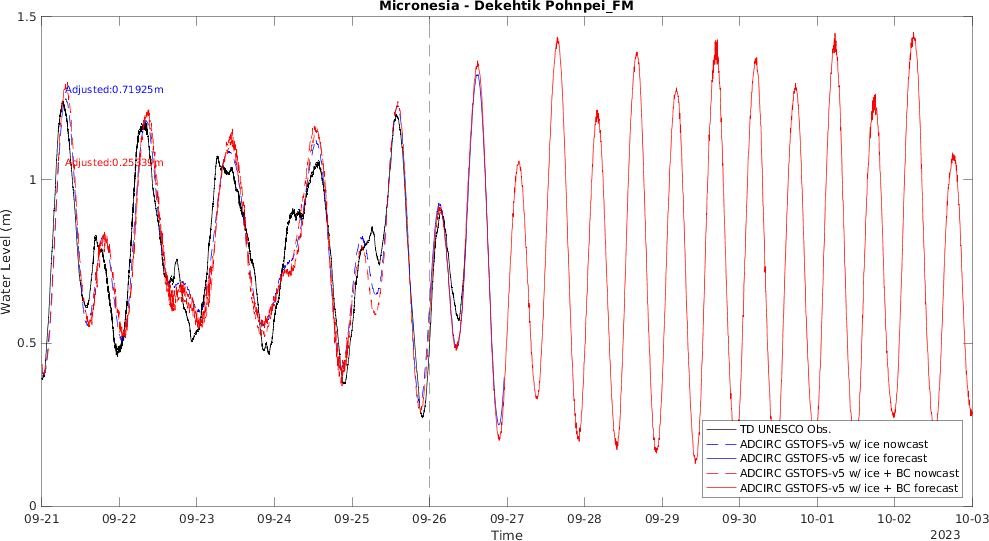 Micronesia - Dekehtik Pohnpei_FM
Water Level (m)
1.5
1
0.5
0
Adjusted:0.71925m
Adjusted:0.25339m
TD UNESCO Obs.
ADCIRC GSTOFS-v5 w/ ice nowcast
ADCIRC GSTOFS-v5 w/ ice forecast
ADCIRC GSTOFS-v5 w/ ice + BC nowcast
ADCIRC GSTOFS-v5 w/ ice + BC forecast
09-21 09-22 09-23 09-24 09-25 09-26 09-27 09-28 09-29 09-30 10-01 10-02 10-03
Time
2023